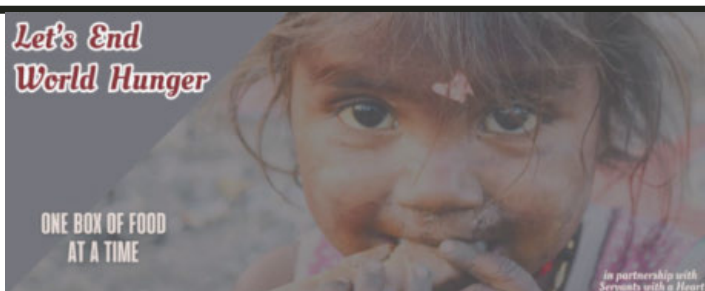 Let's End
World Hunger
ONE BOX OF FOOD
AT A TIME
in partnership with
Servants with a Heart